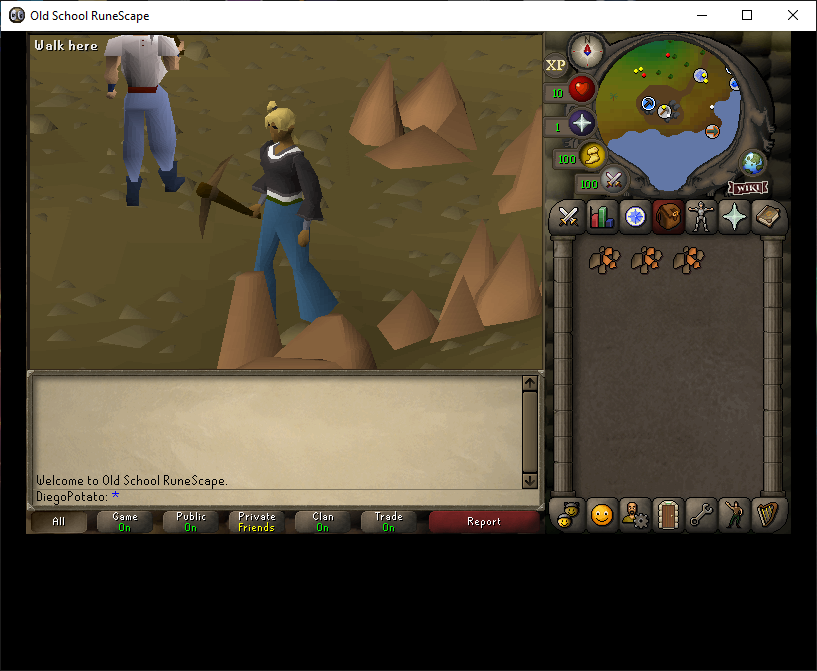 Old School RuneScape
Walk here
N
XP
10
1
100
100
WIKI
Welcome to Old School RuneScape.
DiegoPotato: *
All
Game
On
Public
On
Private
Friends
Clan
On
Trade
On
Report